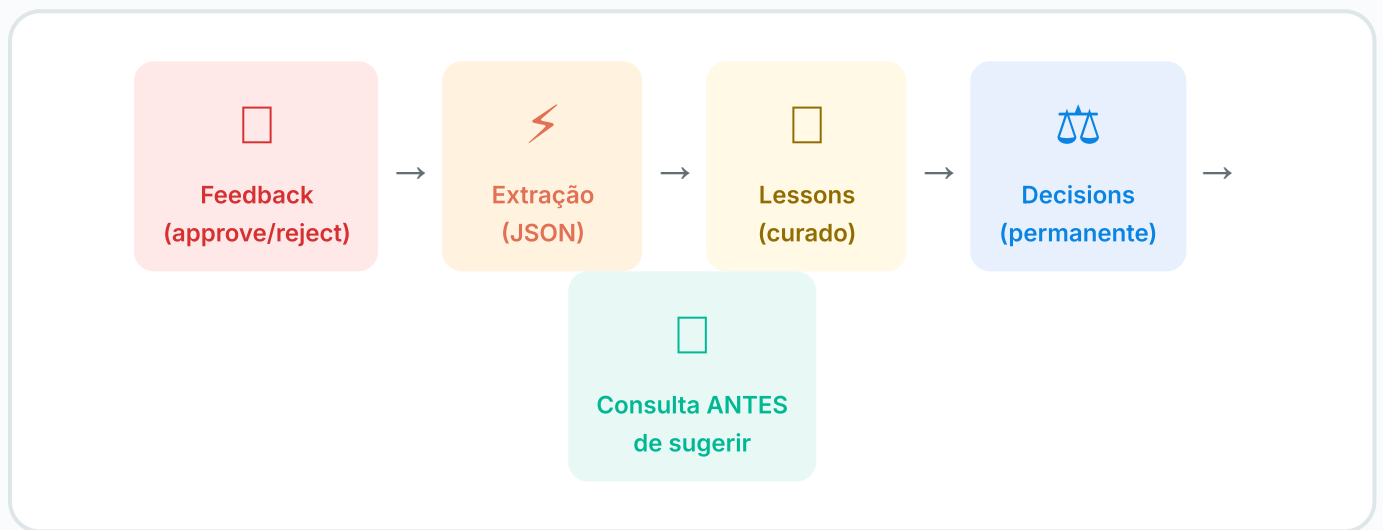 Feedback
(approve/reject)
→
Extração
(JSON)
→
Lessons
(curado)
→
Decisions
(permanente)
→
Consulta ANTES
de sugerir